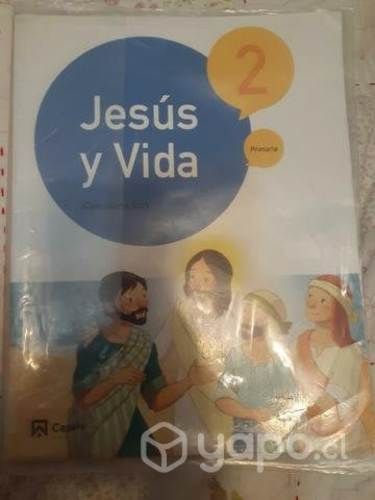 2
Jesús
y Vida
Primaria
Casals
yapo.cl